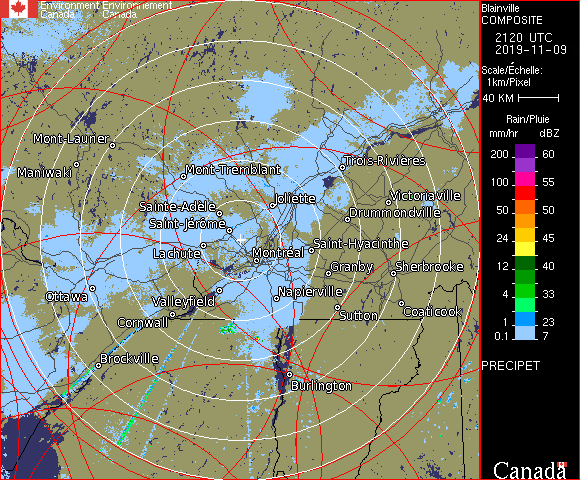 Environment Environnement
Canada Canada
Blainville
COMPOSITE
2120 UTC
2019-11-09
Scale/Échelle:
1km/Pixel
40 KM
Rain/Pluie
mm/hr dBZ
200 60
100 55
50 50
24 45
12 40
4 33
1 23
0.1 7
PRECIPET
Canada
Mont-Laurier
Maniwaki
Mont-Tremblant
Trois-Rivières
Joliette
Victoriaville
Sainte-Adèle
Drummondville
Saint-Jérôme
Saint-Hyacinthe
Lachute
Montréal
Granby
Sherbrooke
Ottawa
Valleyfield
Napierville
Coaticook
Cornwall
Sutton
Brockville
Burlington